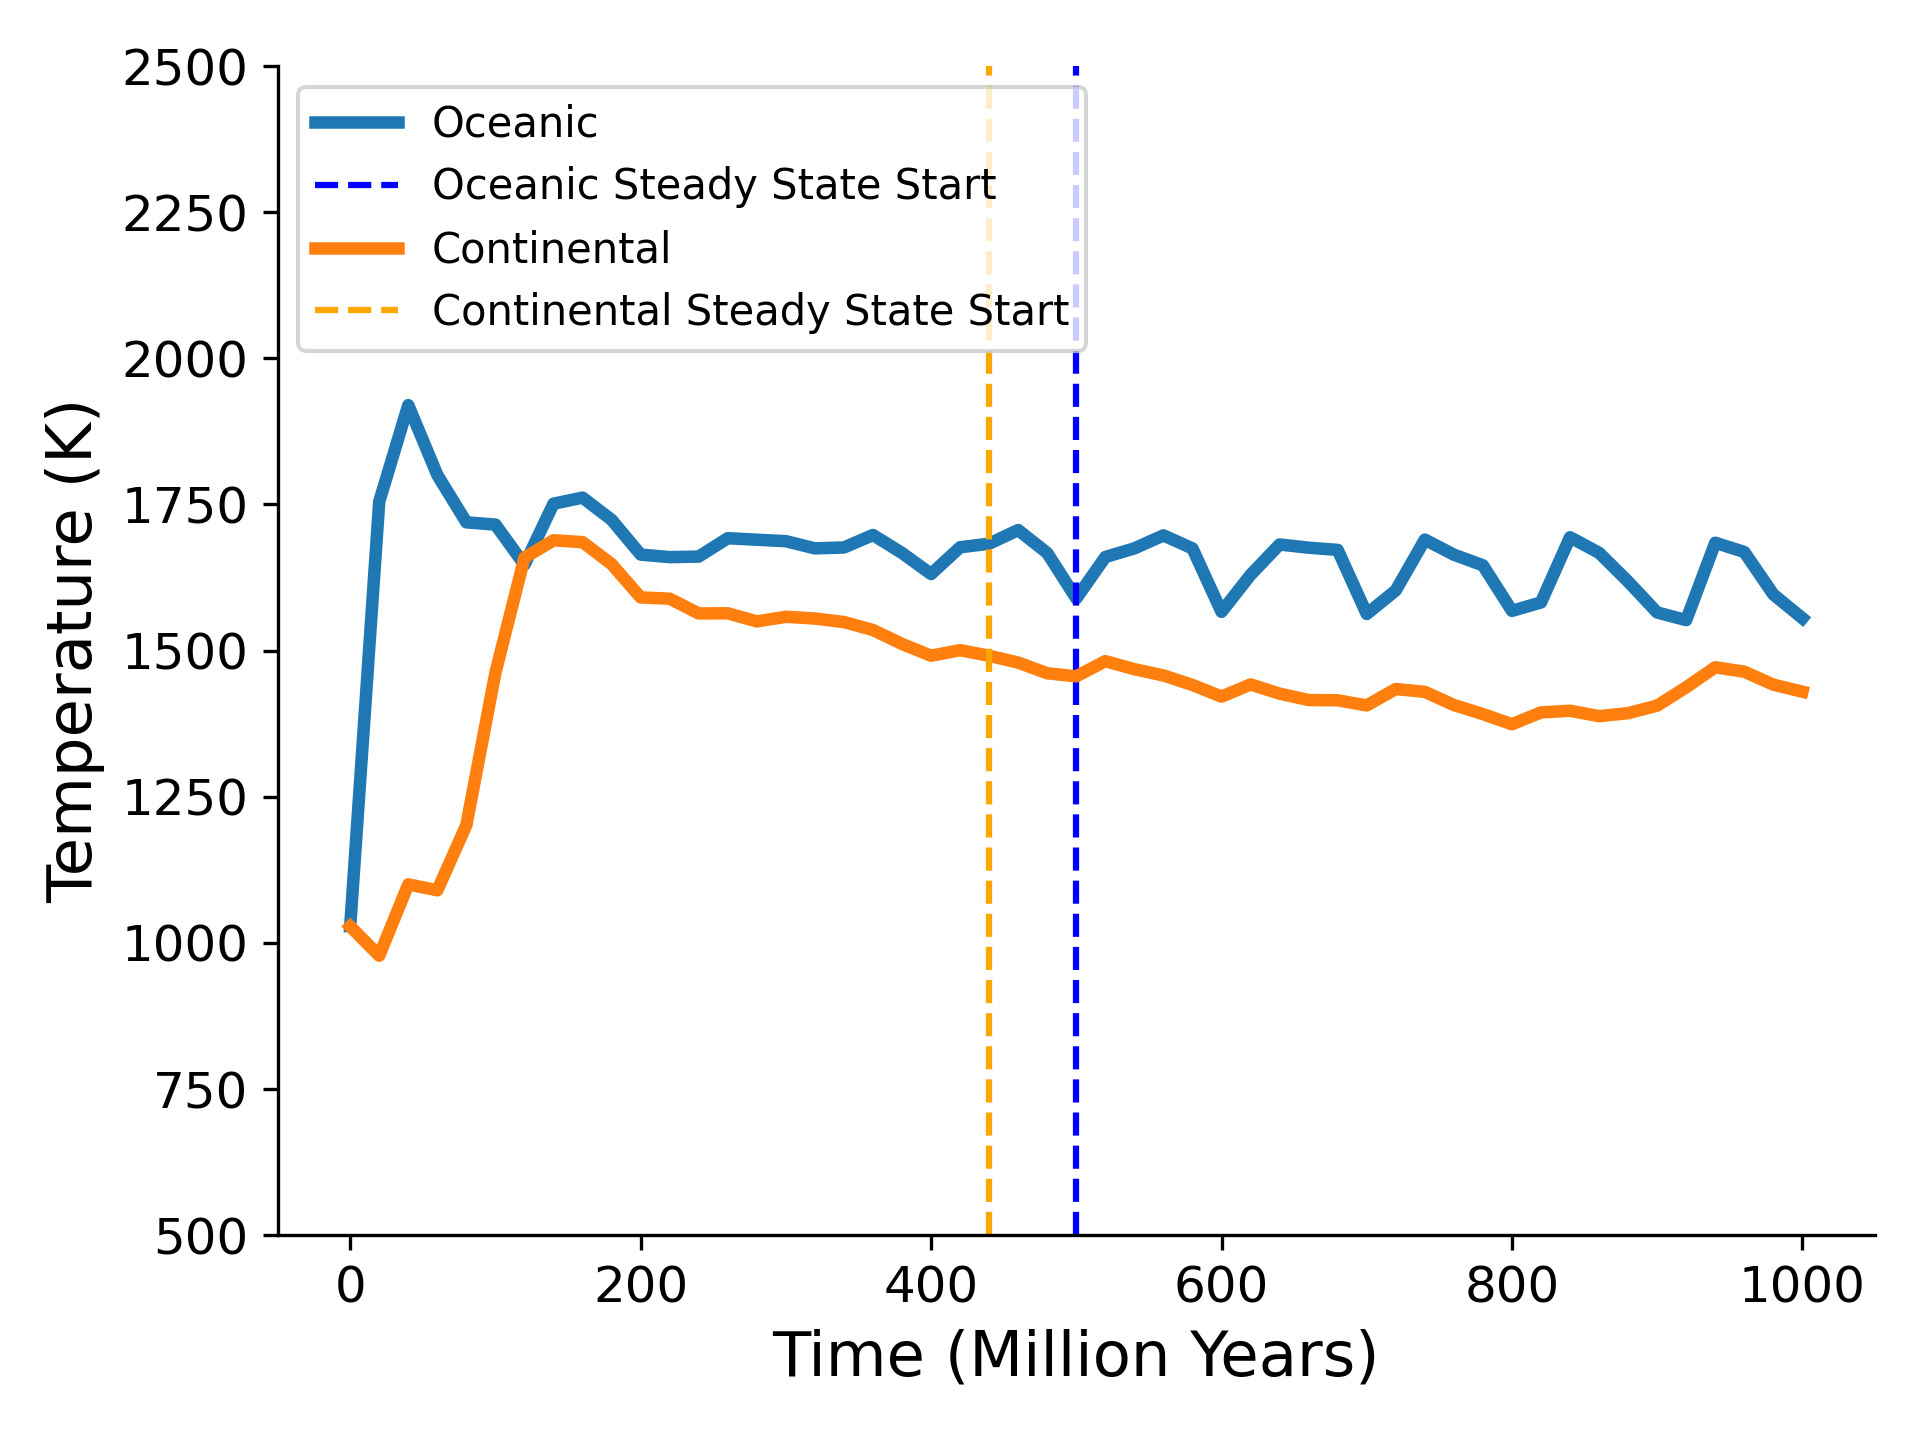 2500
2250
2000
1750
1500
1250
1000
750
500
Temperature (K)
Oceanic
Oceanic Steady State Start
Continental
Continental Steady State Start
0 200 400 600 800 1000
Time (Million Years)